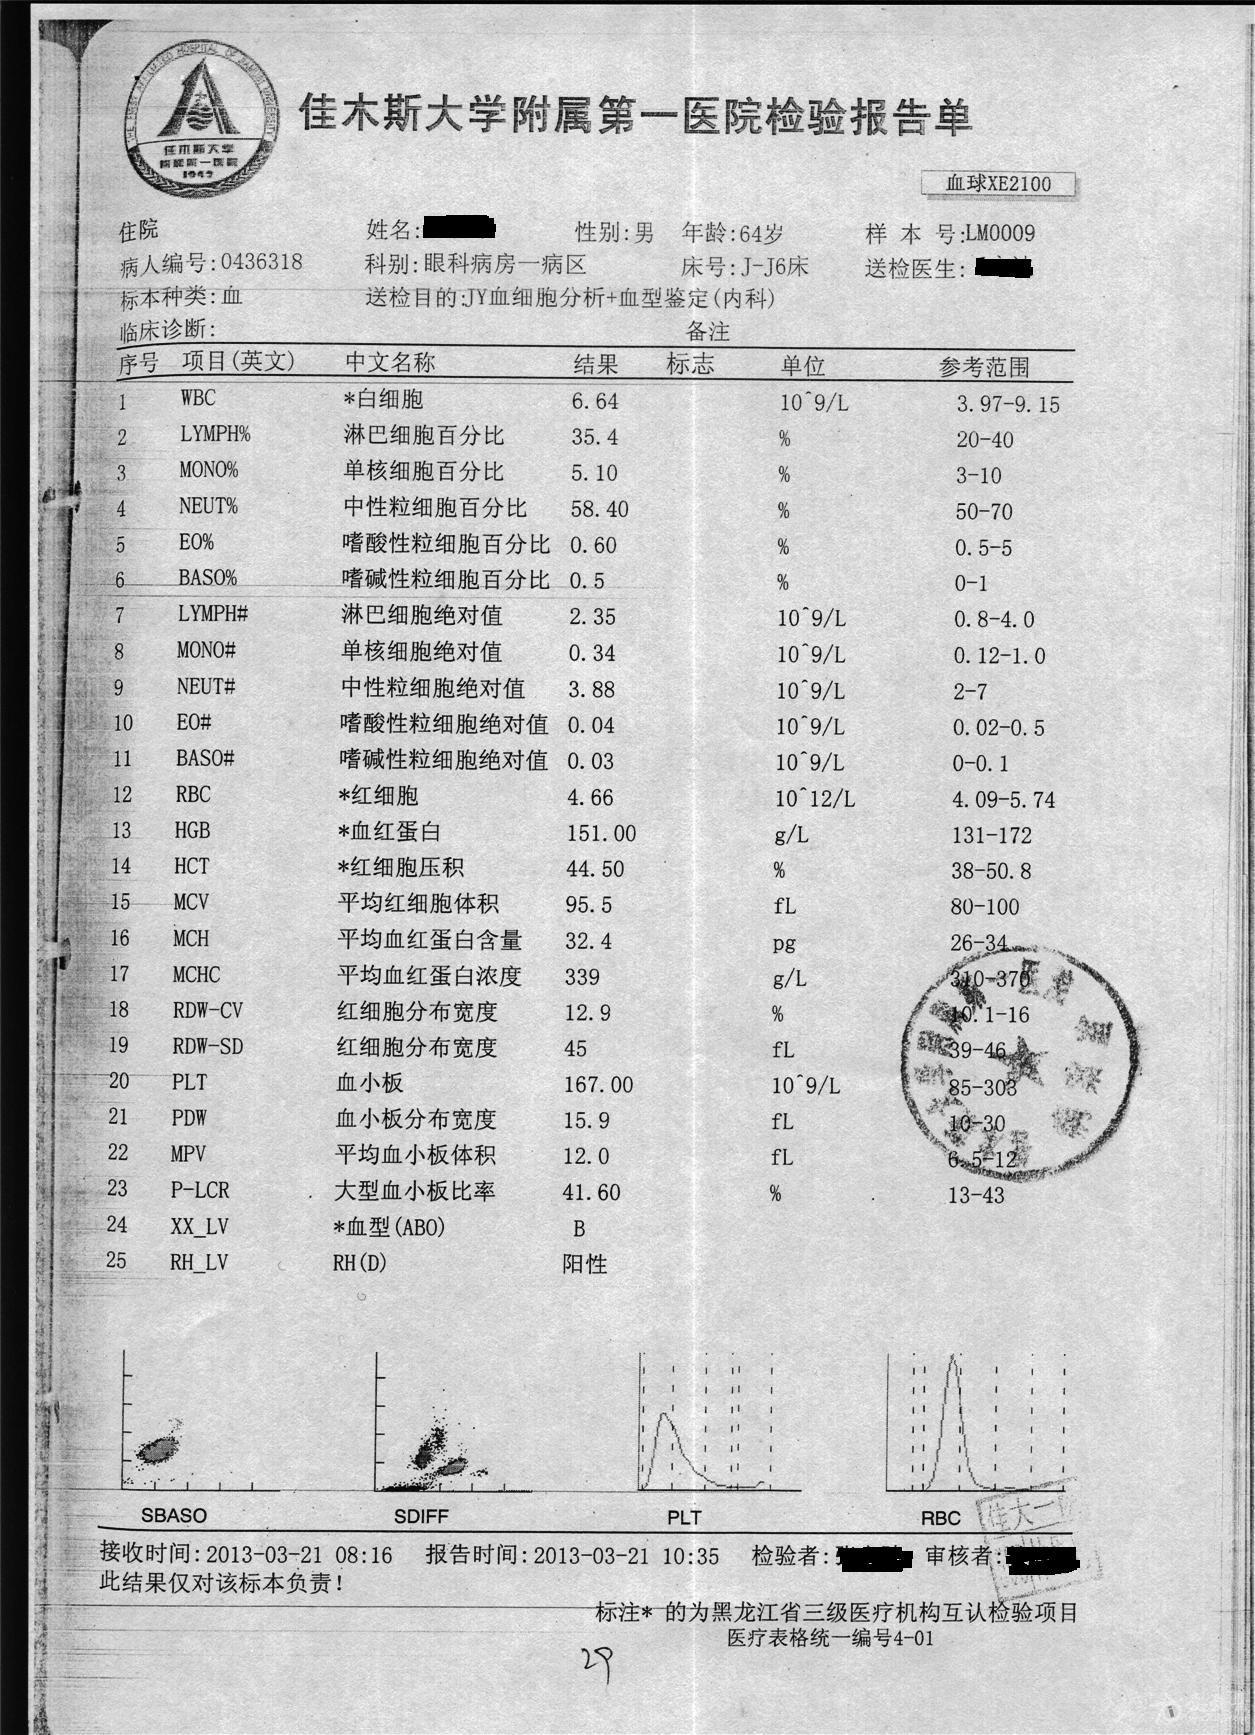 佳木斯大学附属第一医院检验报告单
佳木斯大学
附属第一医院
1947
血球XE2100
住院 姓名: 性别:男 年龄:64岁 样 本 号:LM0009
病人编号:0436318 科别:眼科病房一病区 床号:J-J6床 送检医生:
标本种类:血 送检目的:JY血细胞分析+血型鉴定(内科)
临床诊断: 备注
序号 项目(英文) 中文名称 结果 标志 单位 参考范围
1 WBC *白细胞 6.64 10^9/L 3.97-9.15
2 LYMPH% 淋巴细胞百分比 35.4 % 20-40
3 MONO% 单核细胞百分比 5.10 % 3-10
4 NEUT% 中性粒细胞百分比 58.40 % 50-70
5 EO% 嗜酸性粒细胞百分比 0.60 % 0.5-5
6 BASO% 嗜碱性粒细胞百分比 0.5 % 0-1
7 LYMPH# 淋巴细胞绝对值 2.35 10^9/L 0.8-4.0
8 MONO# 单核细胞绝对值 0.34 10^9/L 0.12-1.0
9 NEUT# 中性粒细胞绝对值 3.88 10^9/L 2-7
10 EO# 嗜酸性粒细胞绝对值 0.04 10^9/L 0.02-0.5
11 BASO# 嗜碱性粒细胞绝对值 0.03 10^9/L 0-0.1
12 RBC *红细胞 4.66 10^12/L 4.09-5.74
13 HGB *血红蛋白 151.00 g/L 131-172
14 HCT *红细胞压积 44.50 % 38-50.8
15 MCV 平均红细胞体积 95.5 fL 80-100
16 MCH 平均血红蛋白含量 32.4 pg 26-34
17 MCHC 平均血红蛋白浓度 339 g/L 310-370
18 RDW-CV 红细胞分布宽度 12.9 % 10.1-16
19 RDW-SD 红细胞分布宽度 45 fL 39-46
20 PLT 血小板 167.00 10^9/L 85-303
21 PDW 血小板分布宽度 15.9 fL 10-30
22 MPV 平均血小板体积 12.0 fL 6.5-12
23 P-LCR 大型血小板比率 41.60 % 13-43
24 XX_LV *血型(ABO) B
25 RH_LV RH(D) 阳性
SBASO SDIFF PLT RBC
佳大二
接收时间:2013-03-21 08:16 报告时间:2013-03-21 10:35 检验者: 审核者:
此结果仅对该标本负责!
标注* 的为黑龙江省三级医疗机构互认检验项目
医疗表格统一编号4-01
29